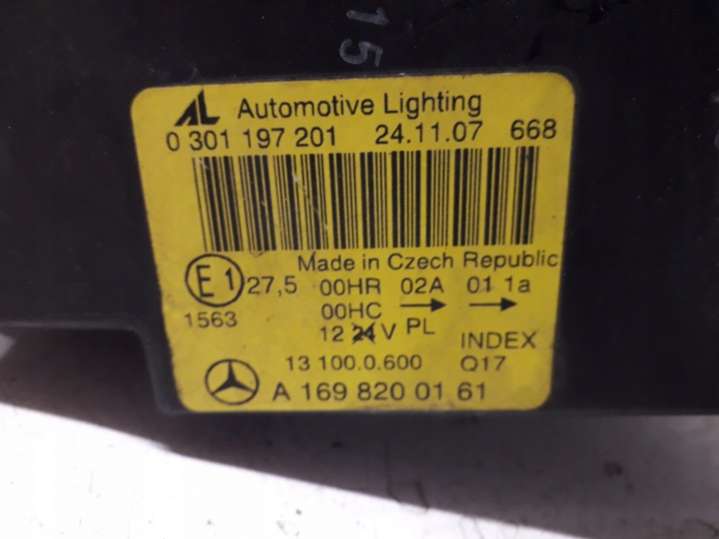 15
AL Automotive Lighting
0 301 197 201 24.11.07 668
Made in Czech Republic
E1 27,5 00HR 02A 01 1a
1563 00HC → →
12 24 V PL INDEX
13 100.0.600 Q17
A 169 820 01 61